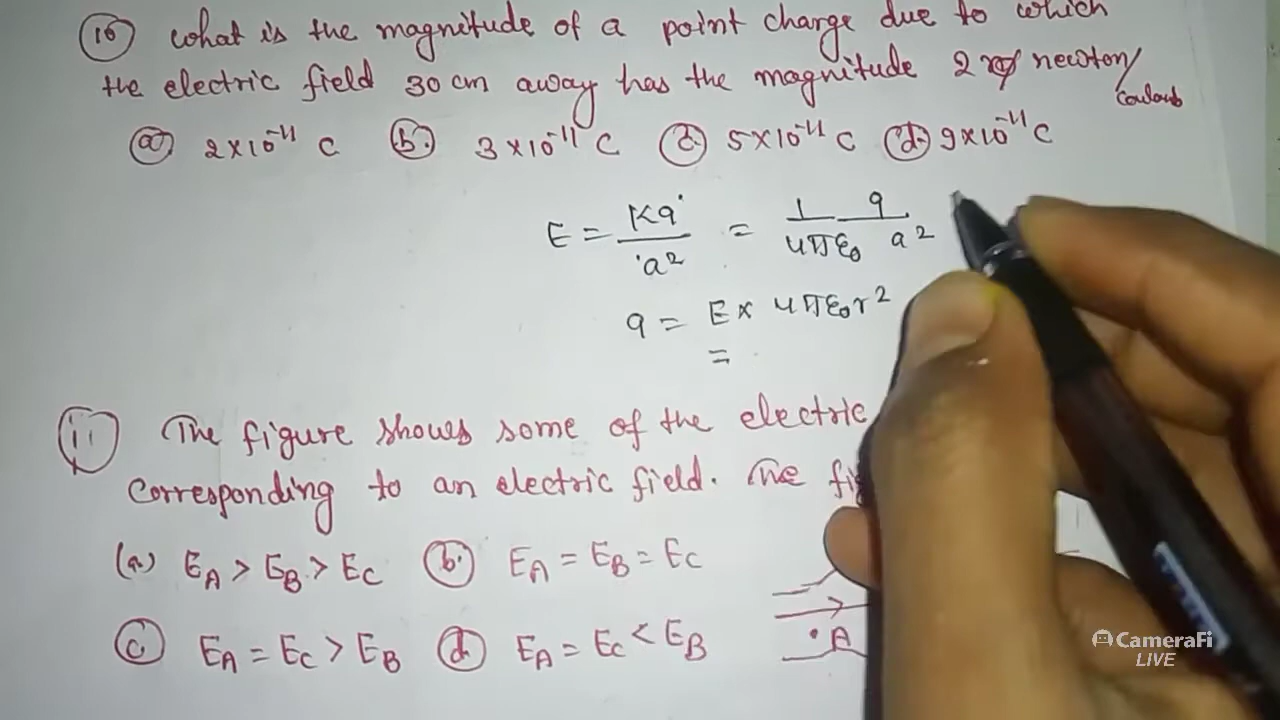 16 What is the magnitude of a point charge due to which
the electric field 30 cm away has the magnitude 2 newton/
Coulomb
a. 2×10⁻¹¹ C b. 3×10⁻¹¹ C c. 5×10⁻¹¹ C d. 9×10⁻¹¹ C
E = Kq/a² = 1/4πε₀ q/a²
q = E × 4πε₀r²
=
11 The figure shows some of the electric
Corresponding to an electric field. The
(a) E_A > E_B > E_C b. E_A = E_B = E_C
c. E_A = E_C > E_B d. E_A = E_C < E_B
A
CameraFi
LIVE